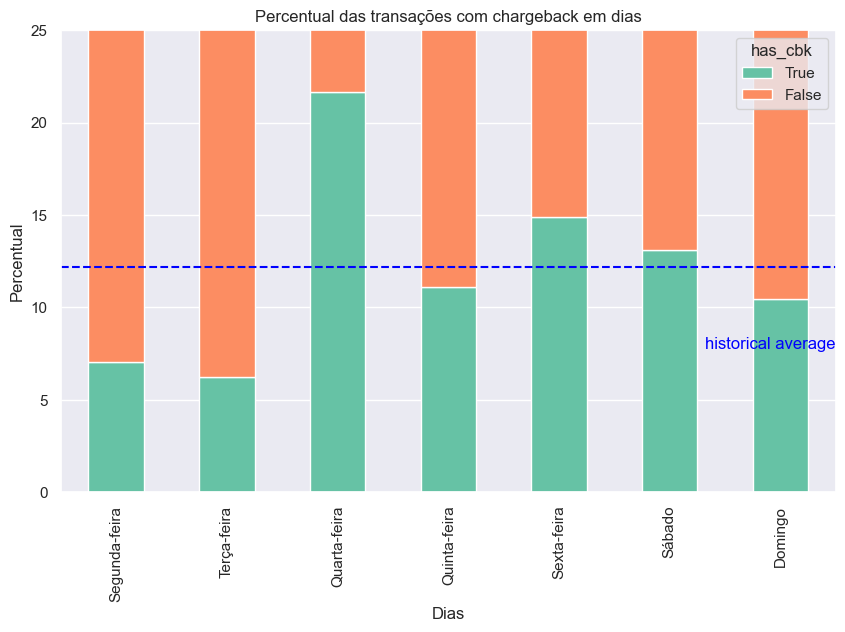 Percentual das transações com chargeback em dias
has_cbk
True
False
Percentual
25
20
15
10
5
0
historical average
Segunda-feira
Terça-feira
Quarta-feira
Quinta-feira
Sexta-feira
Sábado
Domingo
Dias